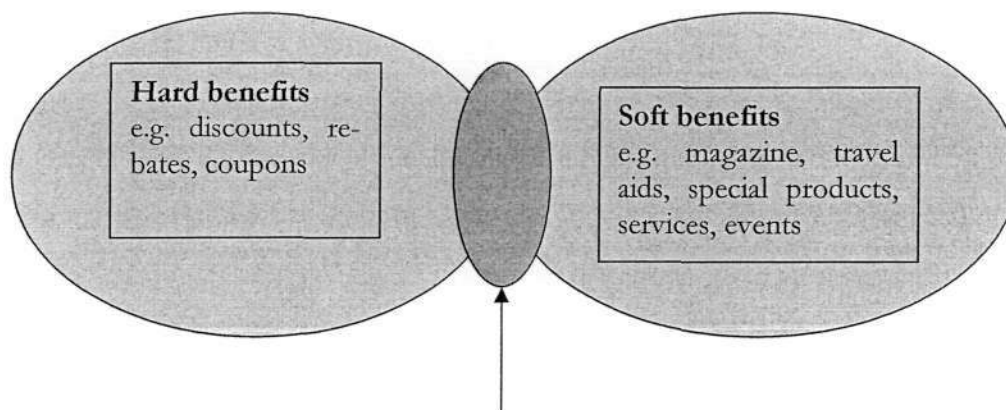 Hard benefits
e.g. discounts, re-
bates, coupons
Soft benefits
e.g. magazine, travel
aids, special products,
services, events